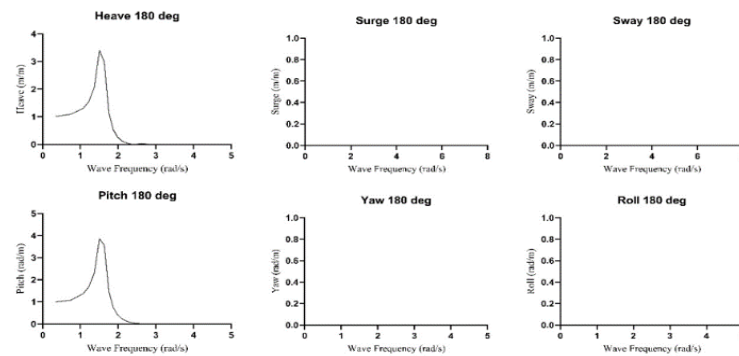 Heave 180 deg
Heave (m/m)
4
3
2
1
0
0 1 2 3 4 5
Wave Frequency (rad/s)
Surge 180 deg
Surge (m/m)
1.0
0.8
0.6
0.4
0.2
0.0
0 2 4 6 8
Wave Frequency (rad/s)
Sway 180 deg
Sway (m/m)
1.0
0.8
0.6
0.4
0.2
0.0
0 2 4 6
Wave Frequency (rad/s)
Pitch 180 deg
Pitch (rad/m)
5
4
3
2
1
0
0 1 2 3 4 5
Wave Frequency (rad/s)
Yaw 180 deg
Yaw (rad/m)
1.0
0.8
0.6
0.4
0.2
0.0
0 1 2 3 4 5
Wave Frequency (rad/s)
Roll 180 deg
Roll (rad/m)
1.0
0.8
0.6
0.4
0.2
0.0
0 1 2 3 4
Wave Frequency (rad/s)